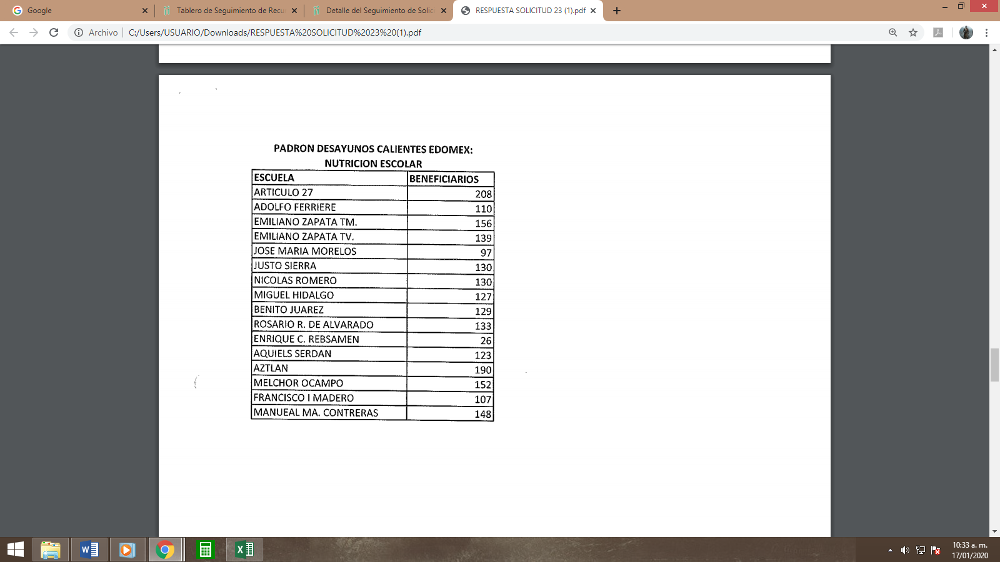 Google
Tablero de Seguimiento de Recu
Detalle del Seguimiento de Solici
RESPUESTA SOLICITUD 23 (1).pdf
Archivo C:/Users/USUARIO/Downloads/RESPUESTA%20SOLICITUD%2023%20(1).pdf
PADRON DESAYUNOS CALIENTES EDOMEX:
NUTRICION ESCOLAR
ESCUELA BENEFICIARIOS
ARTICULO 27 208
ADOLFO FERRIERE 110
EMILIANO ZAPATA TM. 156
EMILIANO ZAPATA TV. 139
JOSE MARIA MORELOS 97
JUSTO SIERRA 130
NICOLAS ROMERO 130
MIGUEL HIDALGO 127
BENITO JUAREZ 129
ROSARIO R. DE ALVARADO 133
ENRIQUE C. REBSAMEN 26
AQUIELS SERDAN 123
AZTLAN 190
MELCHOR OCAMPO 152
FRANCISCO I MADERO 107
MANUEAL MA. CONTRERAS 148
10:33 a. m.
17/01/2020